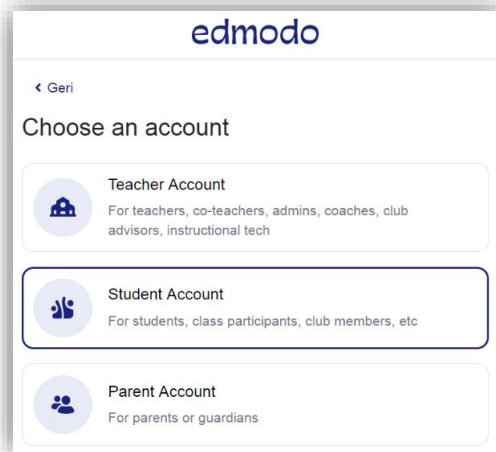 edmodo
Geri
Choose an account
Teacher Account
For teachers, co-teachers, admins, coaches, club
advisors, instructional tech
Student Account
For students, class participants, club members, etc
Parent Account
For parents or guardians